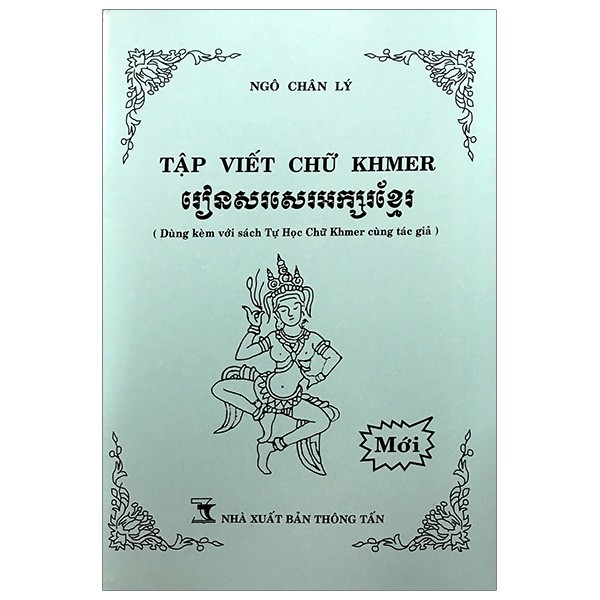 NGÔ CHÂN LÝ
TẬP VIẾT CHỮ KHMER
រៀនសរសេរអក្សរខ្មែរ
( Dùng kèm với sách Tự Học Chữ Khmer cùng tác giả )
Mới
NHÀ XUẤT BẢN THÔNG TẤN